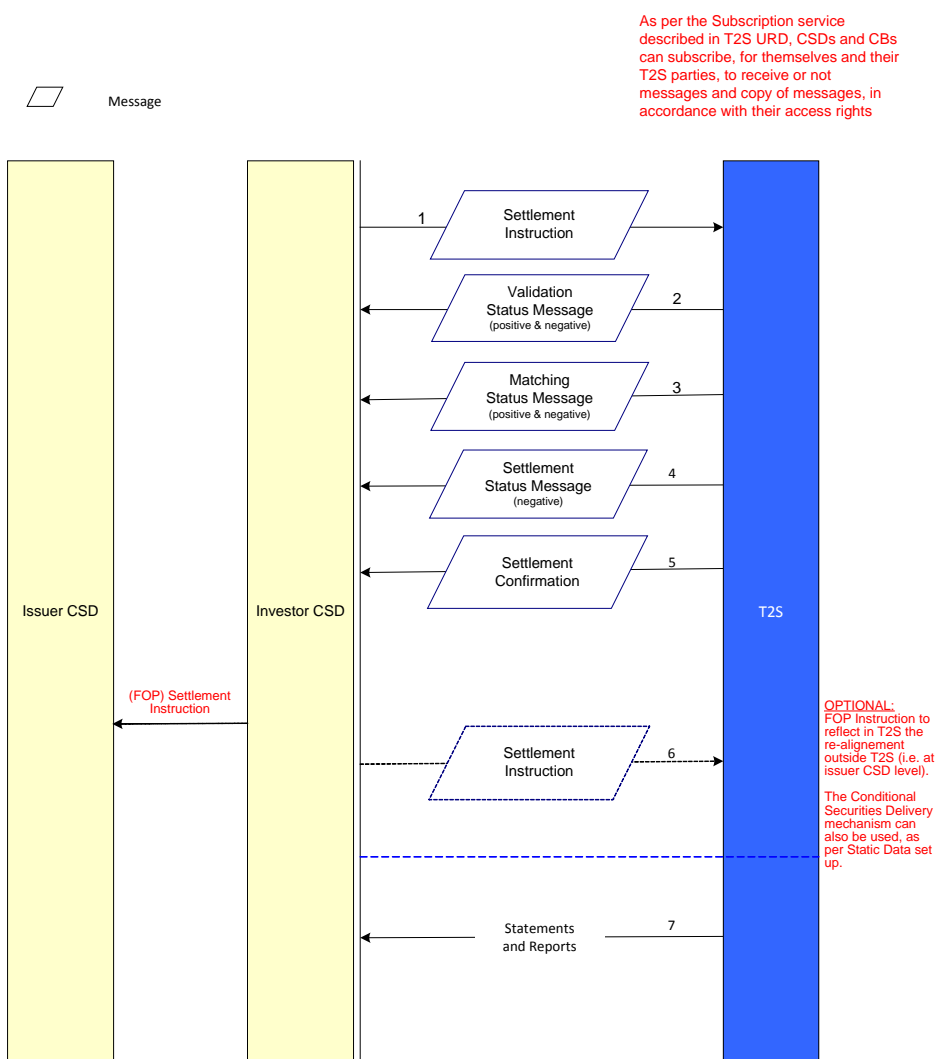 As per the Subscription service
described in T2S URD, CSDs and CBs
can subscribe, for themselves and their
T2S parties, to receive or not
messages and copy of messages, in
accordance with their access rights
Message
1
Settlement
Instruction
Validation
Status Message
(positive & negative)
2
Matching
Status Message
(positive & negative)
3
Settlement
Status Message
(negative)
4
Settlement
Confirmation
5
Issuer CSD
Investor CSD
T2S
(FOP) Settlement
Instruction
Settlement
Instruction
6
OPTIONAL:
FOP Instruction to
reflect in T2S the
re-alignement
outside T2S (i.e. at
issuer CSD level).
The Conditional
Securities Delivery
mechanism can
also be used, as
per Static Data set
up.
Statements
and Reports
7